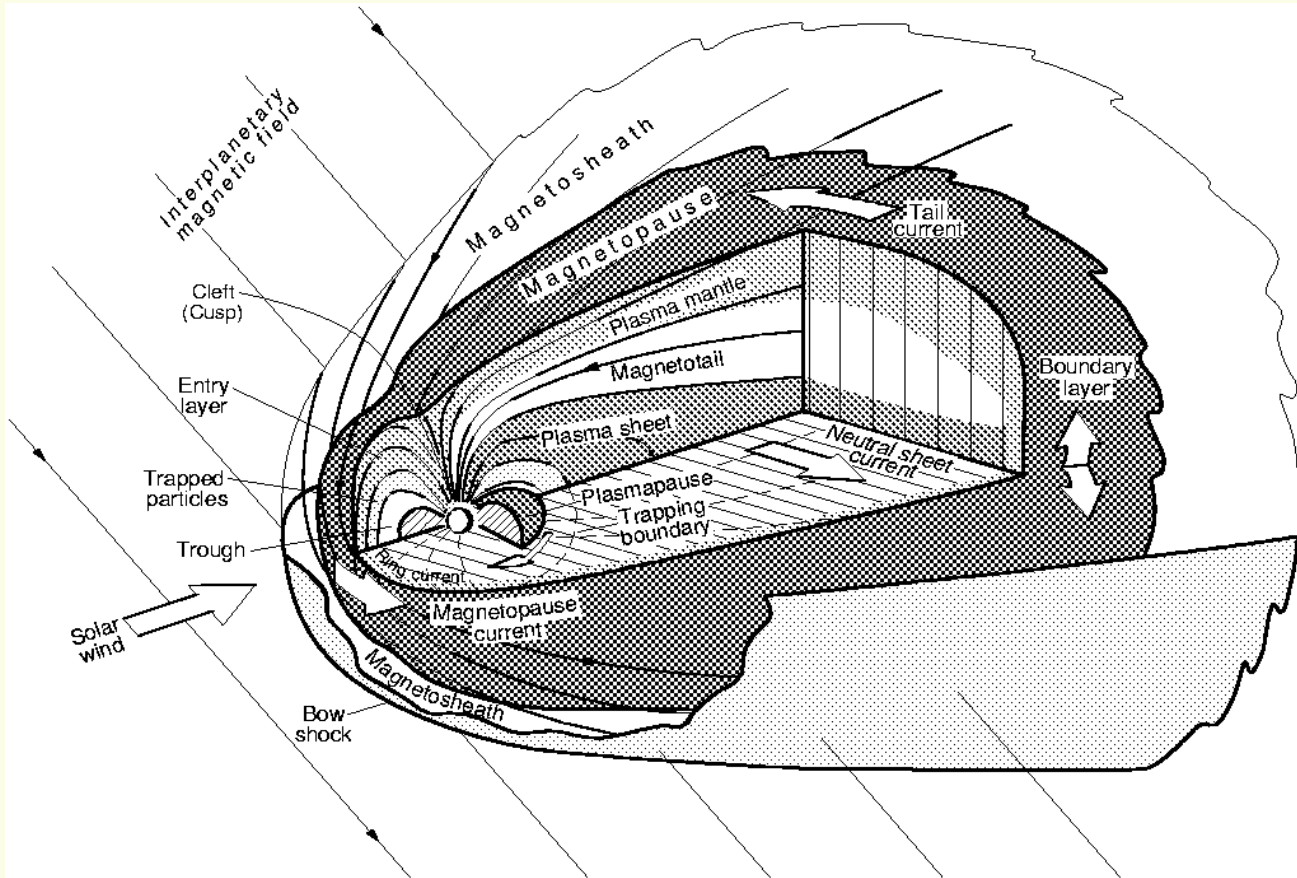 Interplanetary
magnetic field
Magnetosheath
Magnetopause
Tail
current
Cleft
(Cusp)
Plasma mantle
Magnetotail
Boundary
layer
Entry
layer
Plasma sheet
Neutral sheet
current
Trapped
particles
Plasmapause
Trapping
boundary
Trough
Ring current
Magnetopause
current
Solar
wind
Magnetosheath
Bow
shock